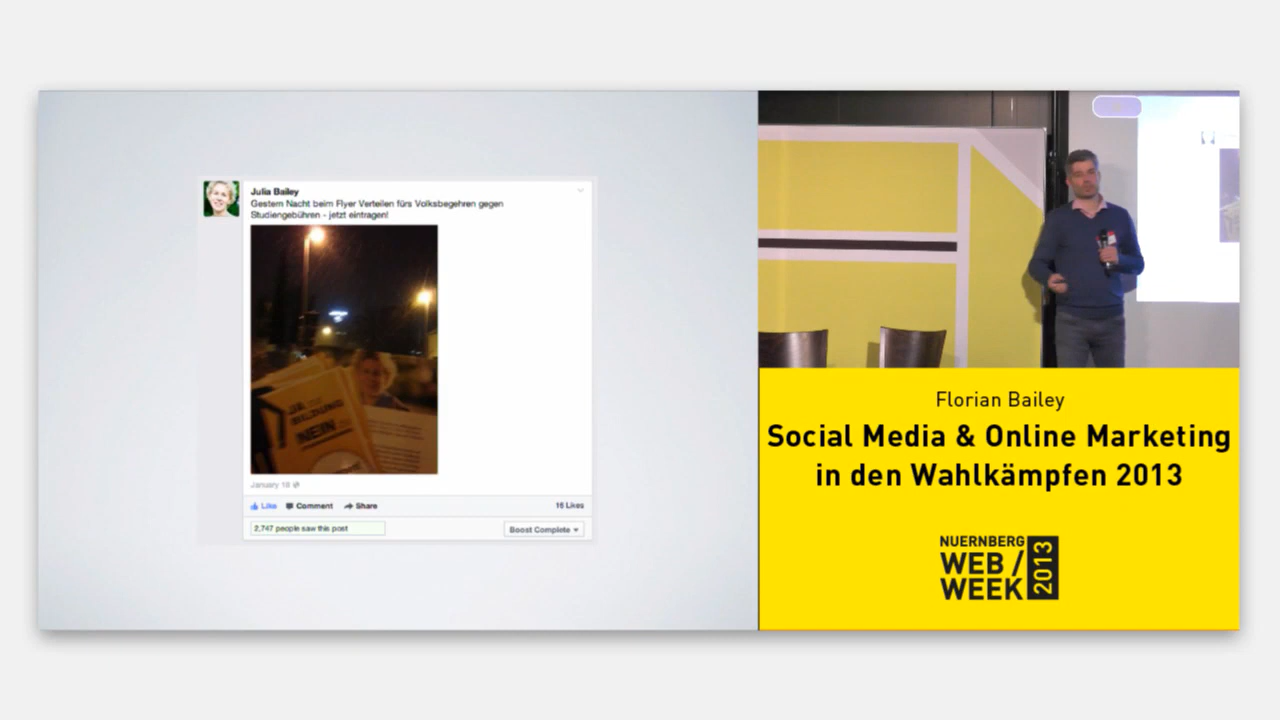 Julia Bailey
Gestern Nacht beim Flyer Verteilen fürs Volksbegehren gegen
Studiengebühren - jetzt eintragen!
JA
BILDUNG
NEIN
January 18
Like Comment Share
16 Likes
2,747 people saw this post
Boost Complete
Florian Bailey
Social Media & Online Marketing
in den Wahlkämpfen 2013
NUERNBERG
WEB /
WEEK
2013